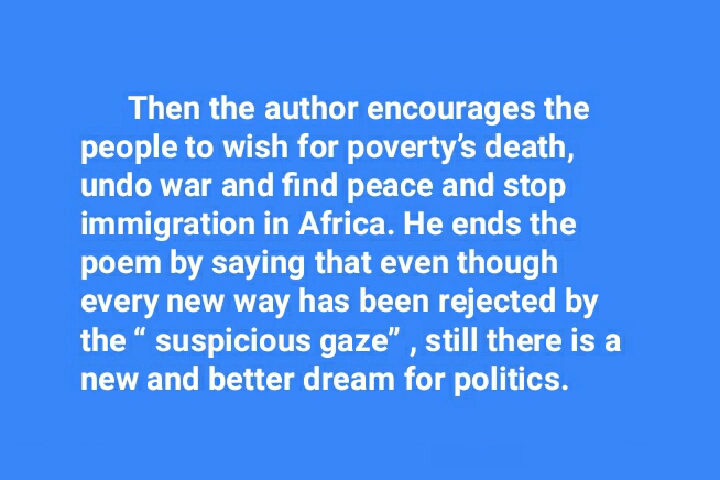 Then the author encourages the
people to wish for poverty’s death,
undo war and find peace and stop
immigration in Africa. He ends the
poem by saying that even though
every new way has been rejected by
the “ suspicious gaze” , still there is a
new and better dream for politics.